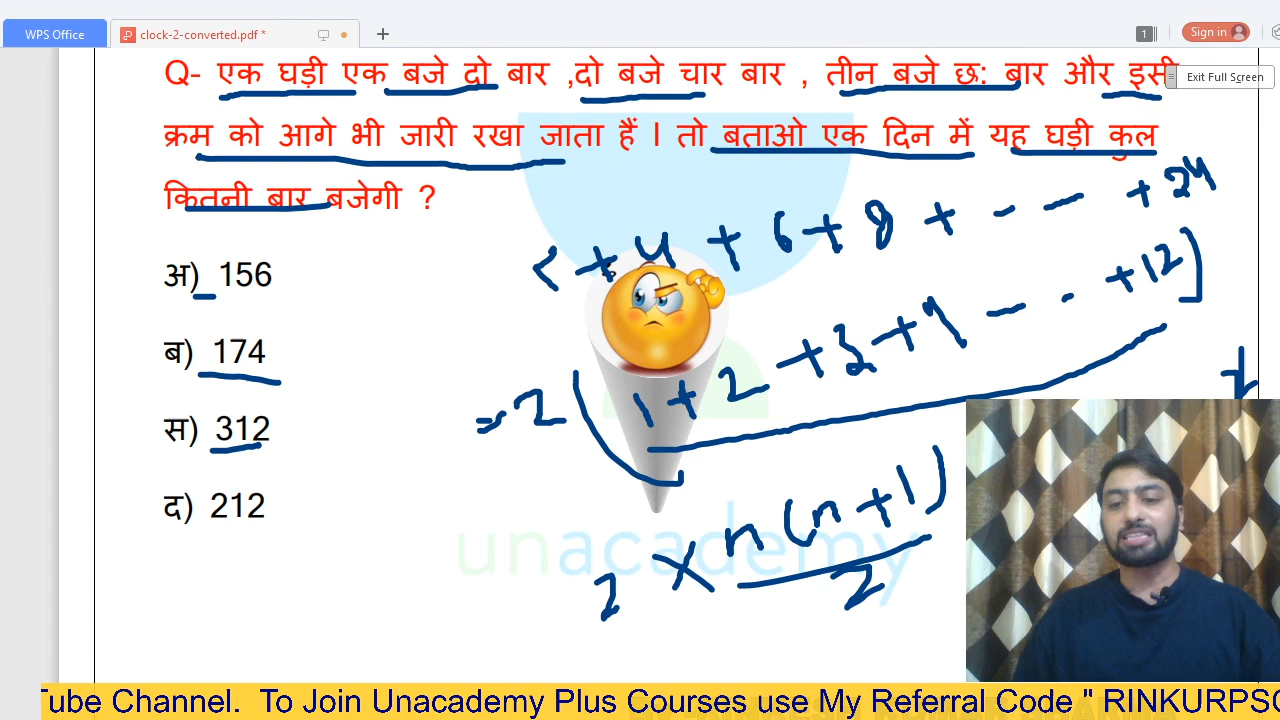 WPS Office
clock-2-converted.pdf *
+
1
Sign in
Exit Full Screen
Q- एक घड़ी एक बजे दो बार ,दो बजे चार बार , तीन बजे छ: बार और इसी
क्रम को आगे भी जारी रखा जाता हैं I तो बताओ एक दिन में यह घड़ी कुल
कितनी बार बजेगी ?
2 + 4 + 6 + 8 + - - + 24
अ) 156
= 2 ( 1 + 2 + 3 + 4 - - + 12 ]
ब) 174
स) 312
द) 212
2 × n(n+1)
2
unacademy
Tube Channel. To Join Unacademy Plus Courses use My Referral Code " RINKURPSC